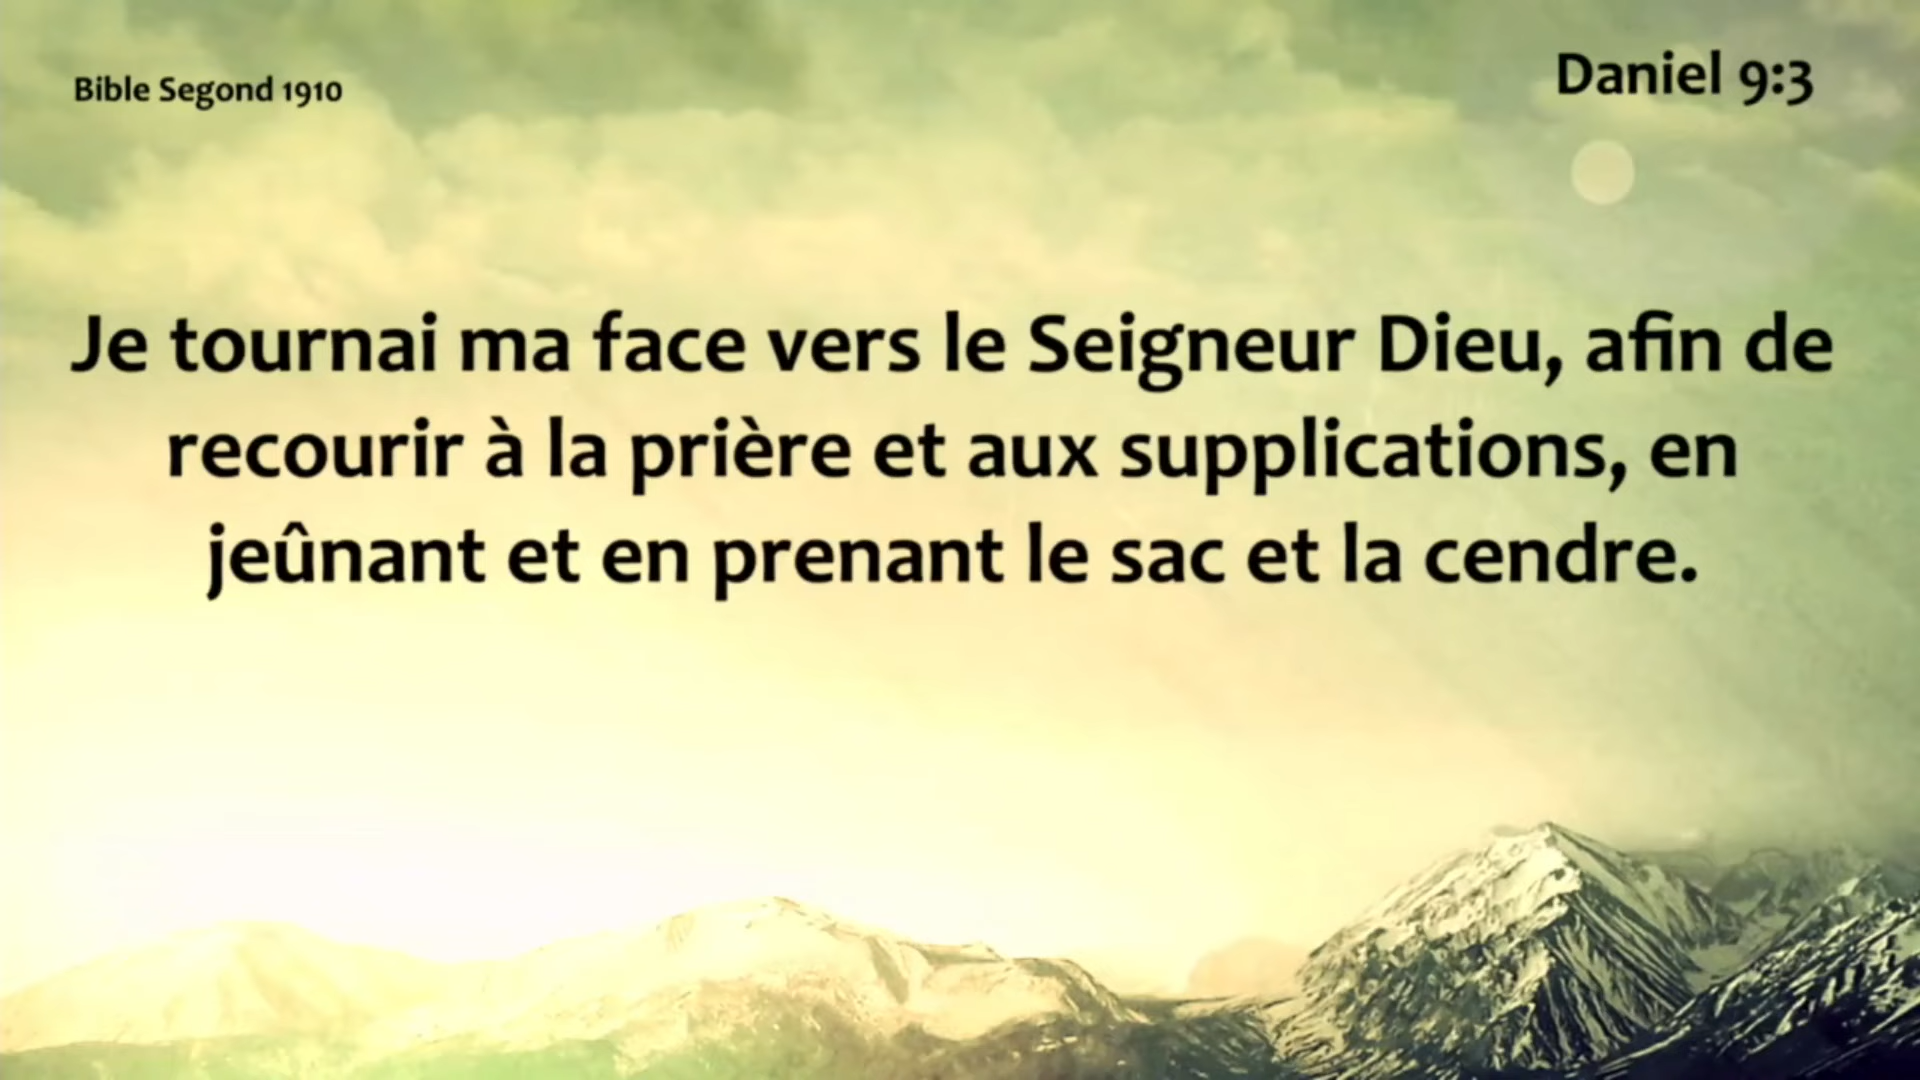 Bible Segond 1910
Daniel 9:3
Je tournai ma face vers le Seigneur Dieu, afin de
recourir à la prière et aux supplications, en
jeûnant et en prenant le sac et la cendre.